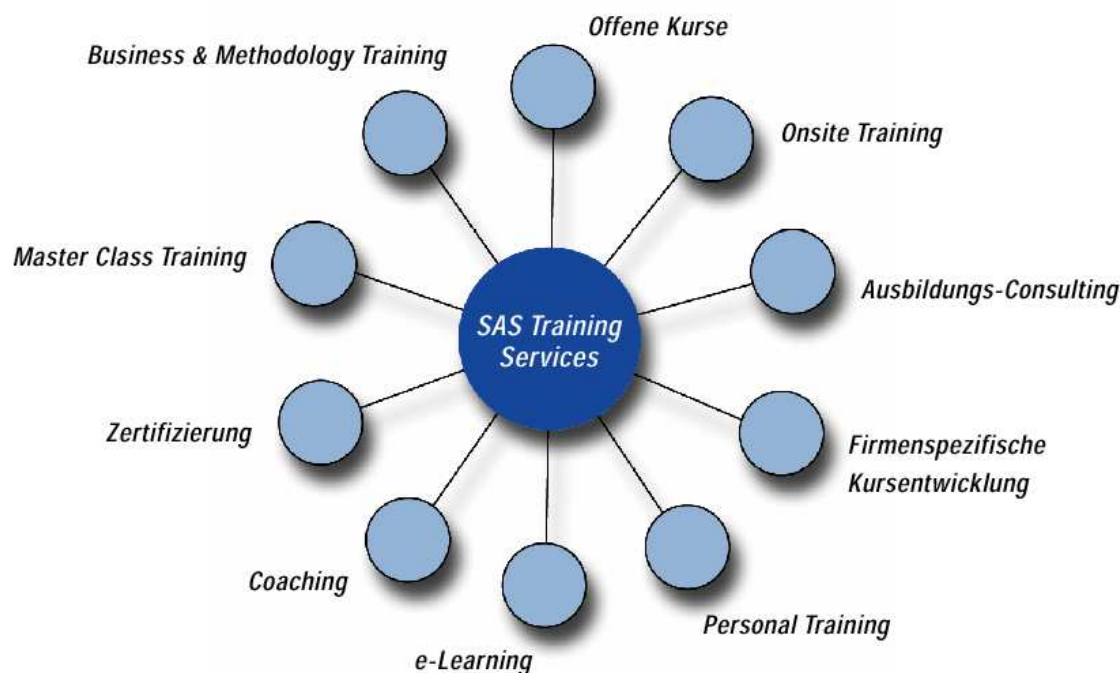 Offene Kurse
Business & Methodology Training
Onsite Training
Master Class Training
Ausbildungs-Consulting
SAS Training
Services
Zertifizierung
Firmenspezifische
Kursentwicklung
Coaching
Personal Training
e-Learning